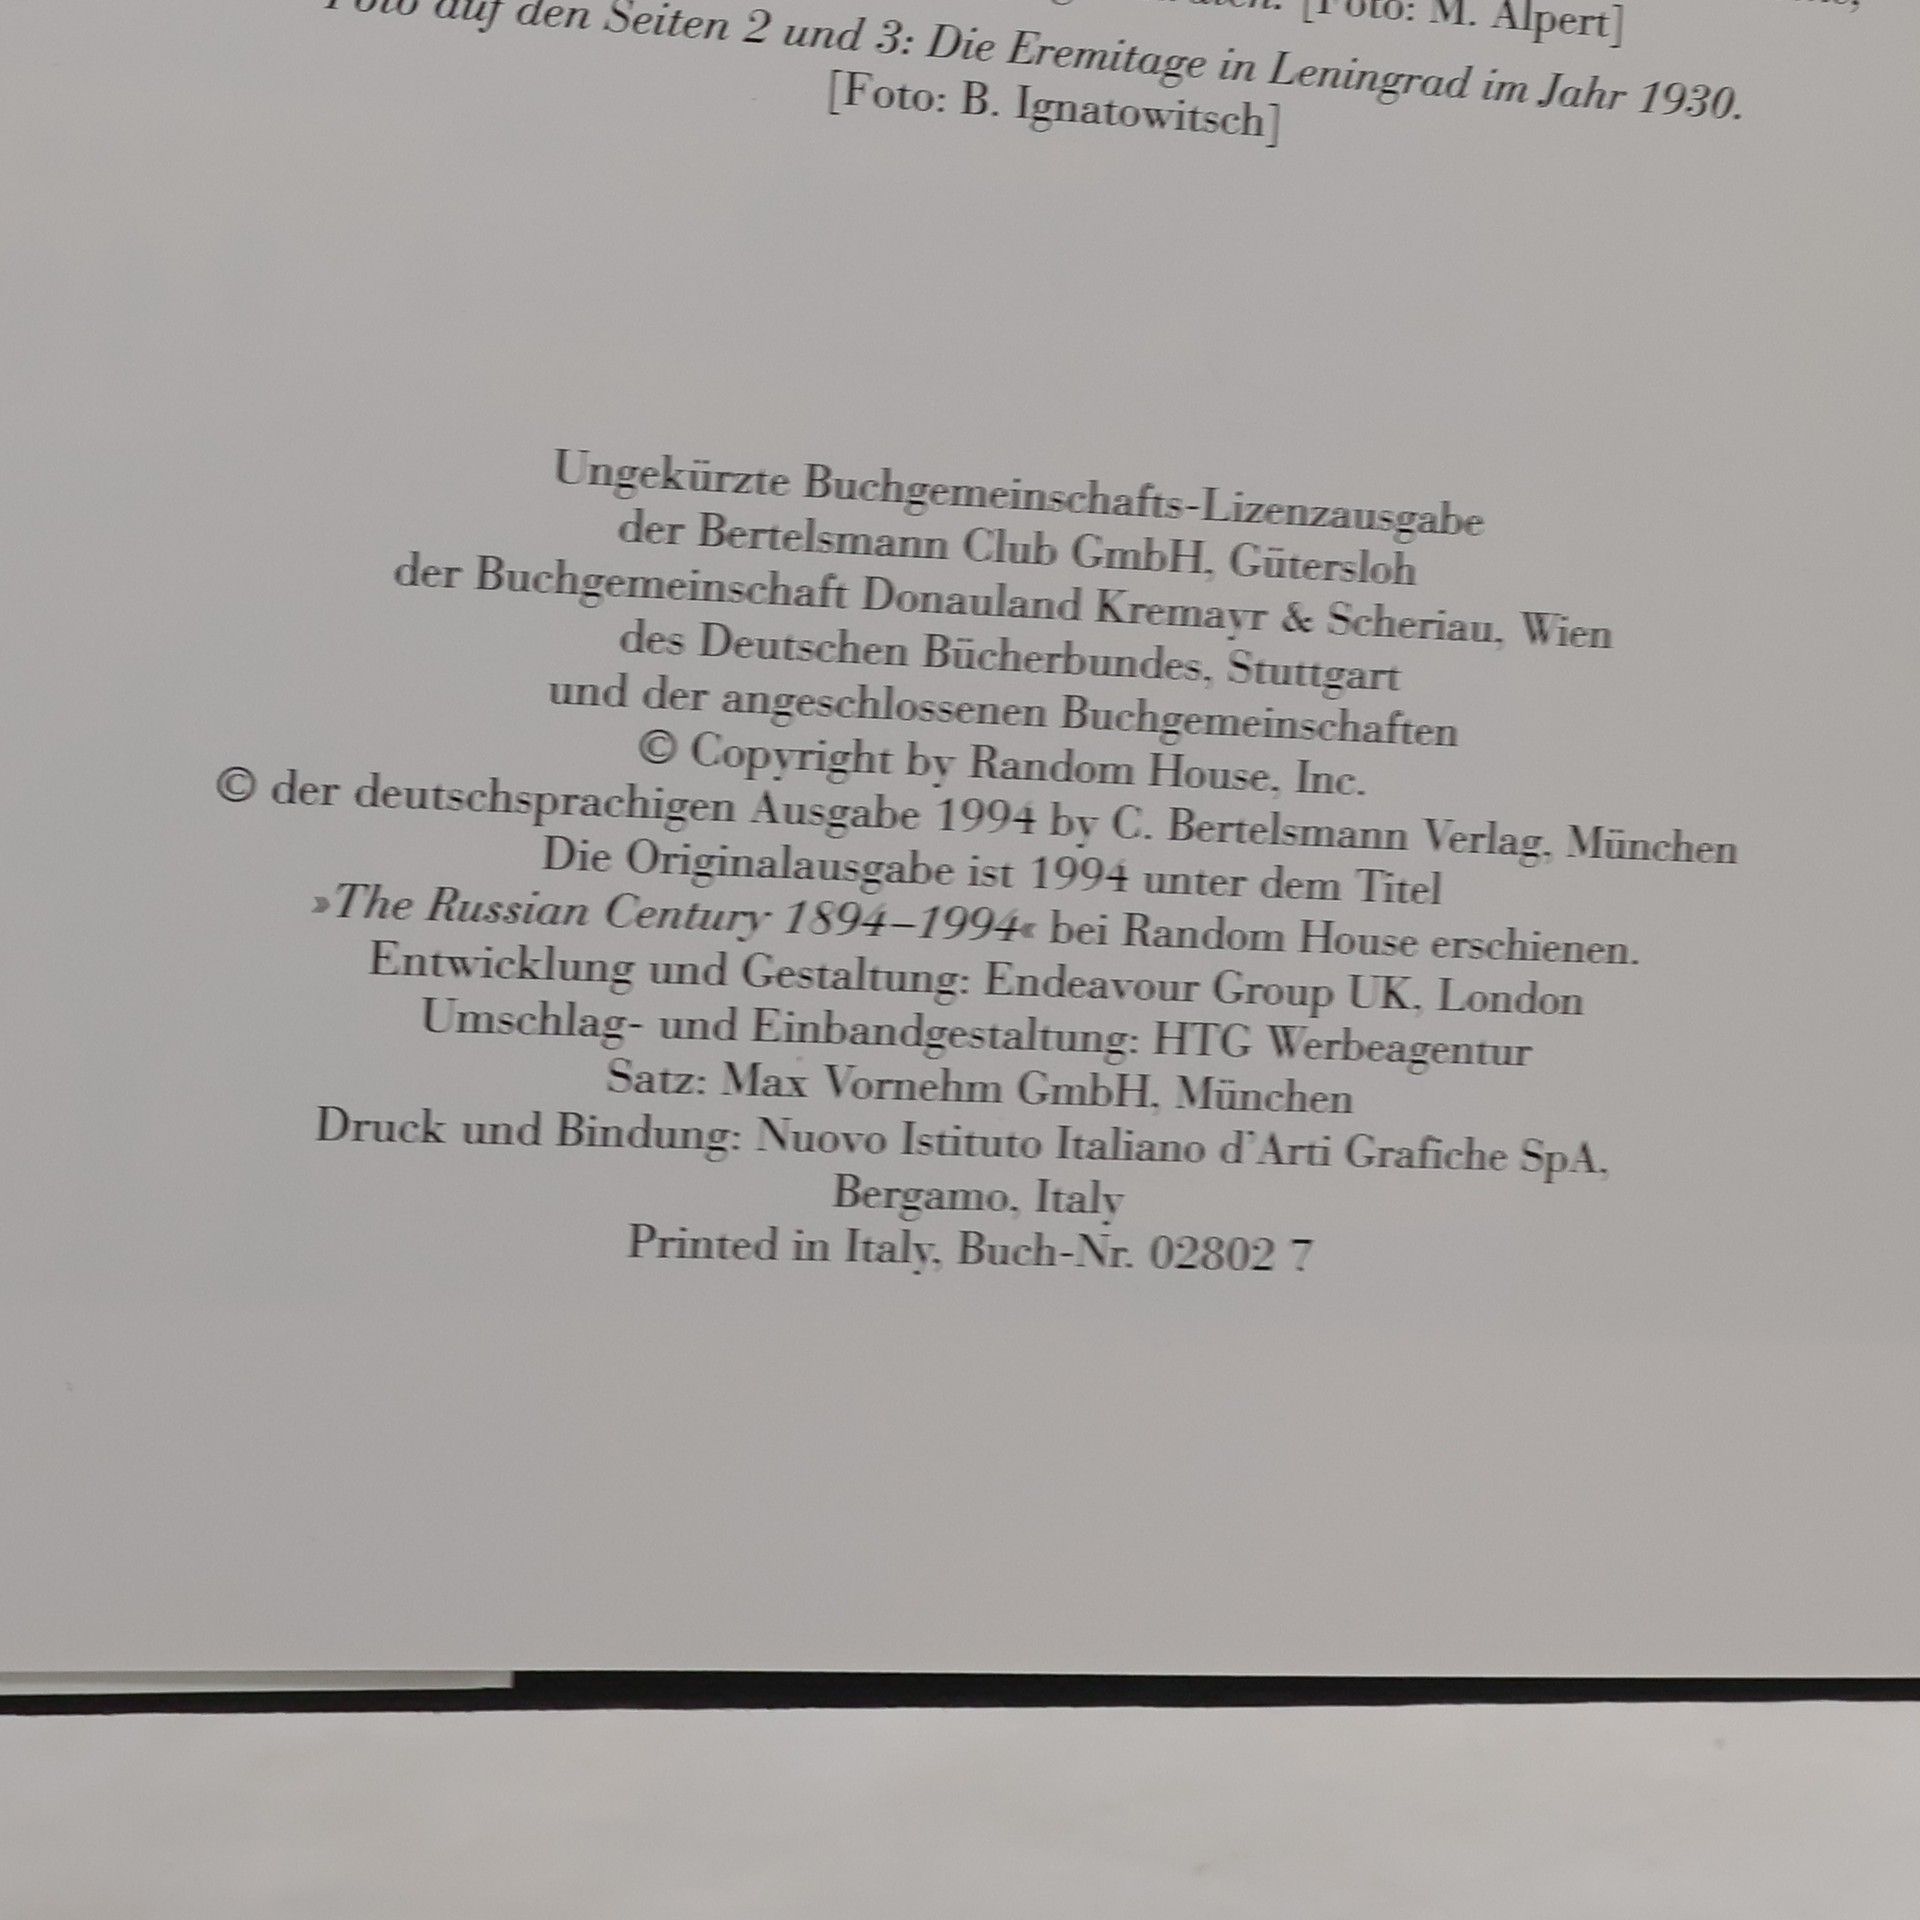 [Foto: M. Alpert]
Foto auf den Seiten 2 und 3: Die Eremitage in Leningrad im Jahr 1930.
[Foto: B. Ignatowitsch]
Ungekürzte Buchgemeinschafts-Lizenzausgabe
der Bertelsmann Club GmbH, Gütersloh
der Buchgemeinschaft Donauland Kremayr & Scheriau, Wien
des Deutschen Bücherbundes, Stuttgart
und der angeschlossenen Buchgemeinschaften
© Copyright by Random House, Inc.
© der deutschsprachigen Ausgabe 1994 by C. Bertelsmann Verlag, München
Die Originalausgabe ist 1994 unter dem Titel
»The Russian Century 1894–1994« bei Random House erschienen.
Entwicklung und Gestaltung: Endeavour Group UK, London
Umschlag- und Einbandgestaltung: HTG Werbeagentur
Satz: Max Vornehm GmbH, München
Druck und Bindung: Nuovo Istituto Italiano d'Arti Grafiche SpA,
Bergamo, Italy
Printed in Italy, Buch-Nr. 02802 7